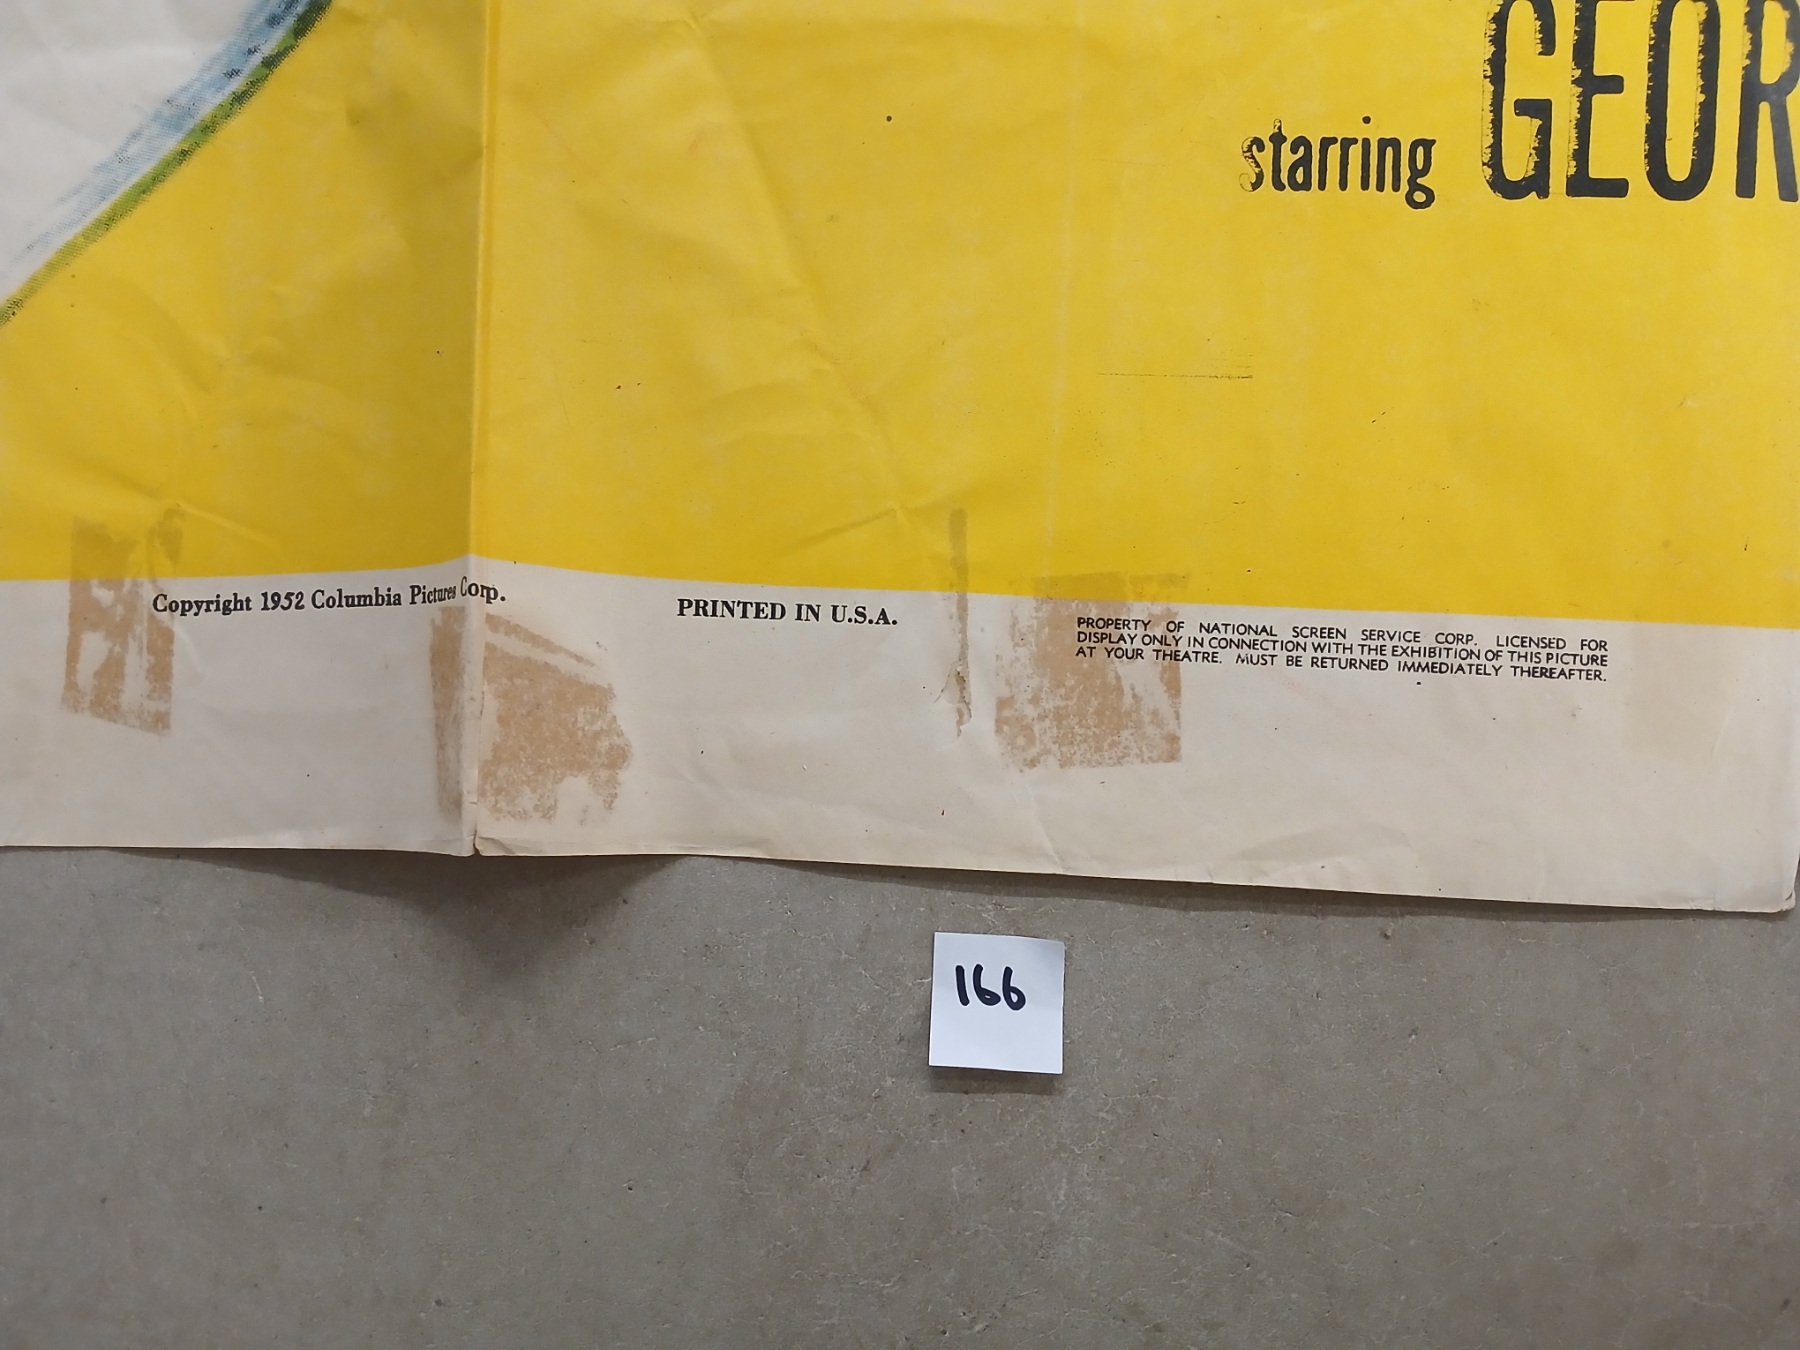 starring GEOR
Copyright 1952 Columbia Pictures Corp.
PRINTED IN U.S.A.
PROPERTY OF NATIONAL SCREEN SERVICE CORP. LICENSED FOR
DISPLAY ONLY IN CONNECTION WITH THE EXHIBITION OF THIS PICTURE
AT YOUR THEATRE. MUST BE RETURNED IMMEDIATELY THEREAFTER.
166